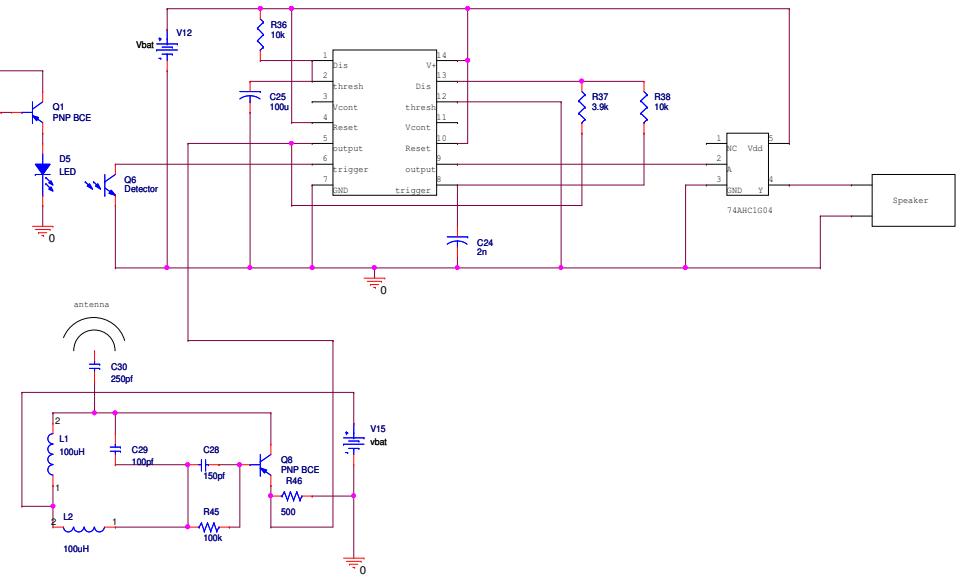 V12
Vbat
R36
10k
C25
100u
1
Dis
2
thresh
3
Vcont
4
Reset
5
output
6
trigger
7
GND
14
V+
13
Dis
12
thresh
11
Vcont
10
Reset
9
output
8
trigger
R37
3.9k
R38
10k
1
NC
2
A
3
GND
5
Vdd
4
Y
74AHC1G04
Speaker
Q1
PNP BCE
D5
LED
0
Q6
Detector
C24
2n
0
antenna
C30
250pf
2
L1
100uH
1
C29
100pf
C28
150pf
Q8
PNP BCE
R46
500
V15
vbat
2
L2
1
100uH
R45
100k
0